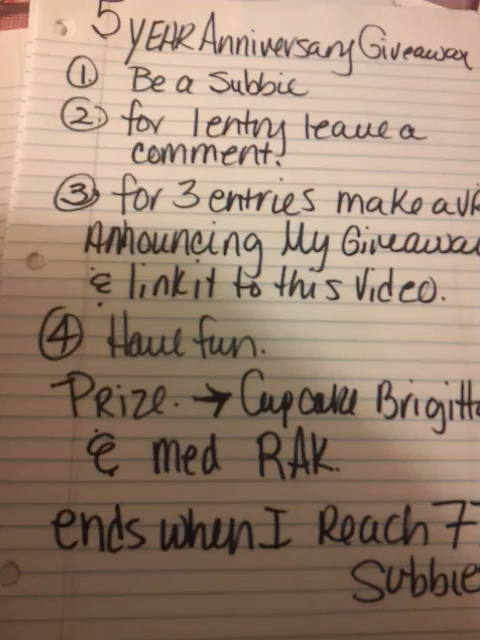 5 YEAR Anniversary Giveaway
① Be a Subbie
② for 1 entry leave a
comment.
③ for 3 entries make a VR
Announcing My Giveaway
& link it to this Video.
④ Have fun.
Prize. → Cupcake Brigitt
& med RAK.
ends when I Reach 7
Subbie